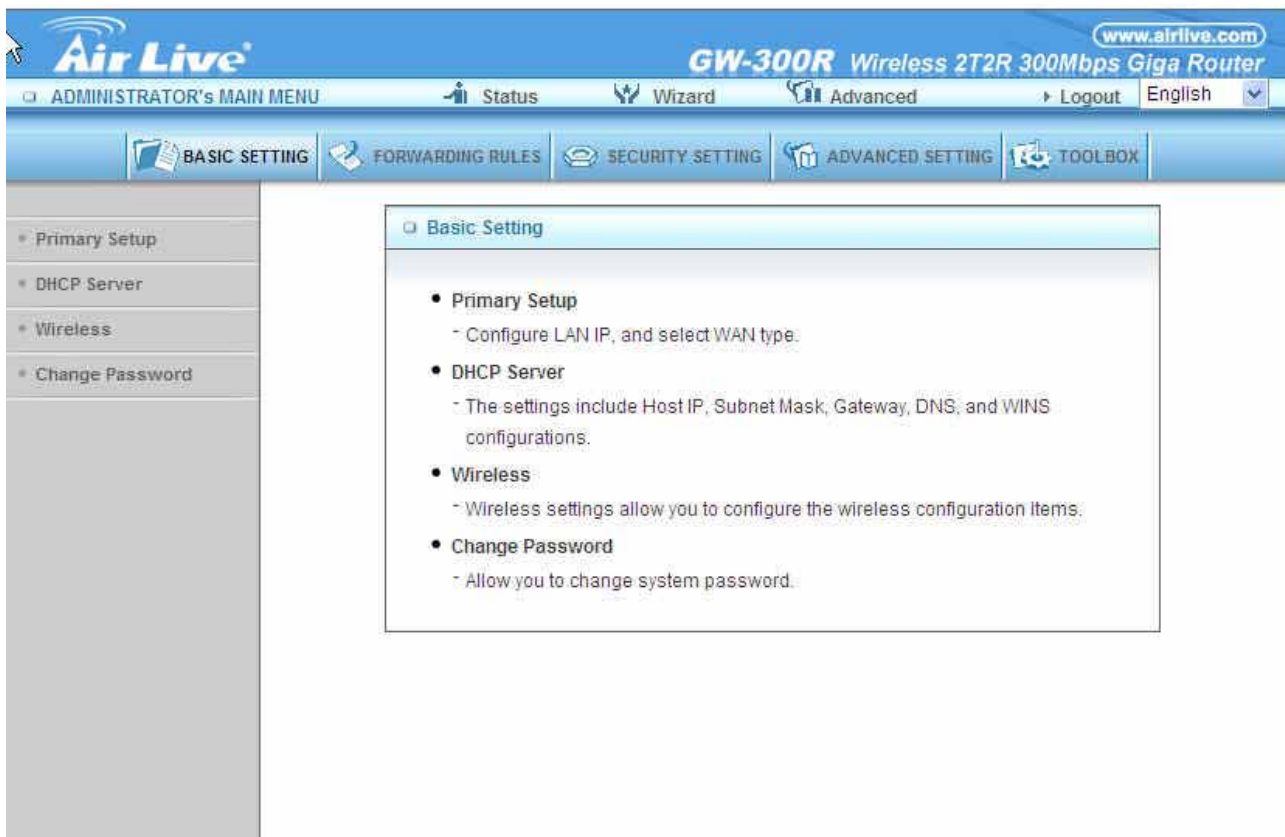 Air Live®
www.airlive.com
GW-300R Wireless 2T2R 300Mbps Giga Router
ADMINISTRATOR's MAIN MENU Status Wizard Advanced Logout English
BASIC SETTING FORWARDING RULES SECURITY SETTING ADVANCED SETTING TOOLBOX
Primary Setup
DHCP Server
Wireless
Change Password
Basic Setting
• Primary Setup
- Configure LAN IP, and select WAN type.
• DHCP Server
- The settings include Host IP, Subnet Mask, Gateway, DNS, and WINS
configurations.
• Wireless
- Wireless settings allow you to configure the wireless configuration items.
• Change Password
- Allow you to change system password.